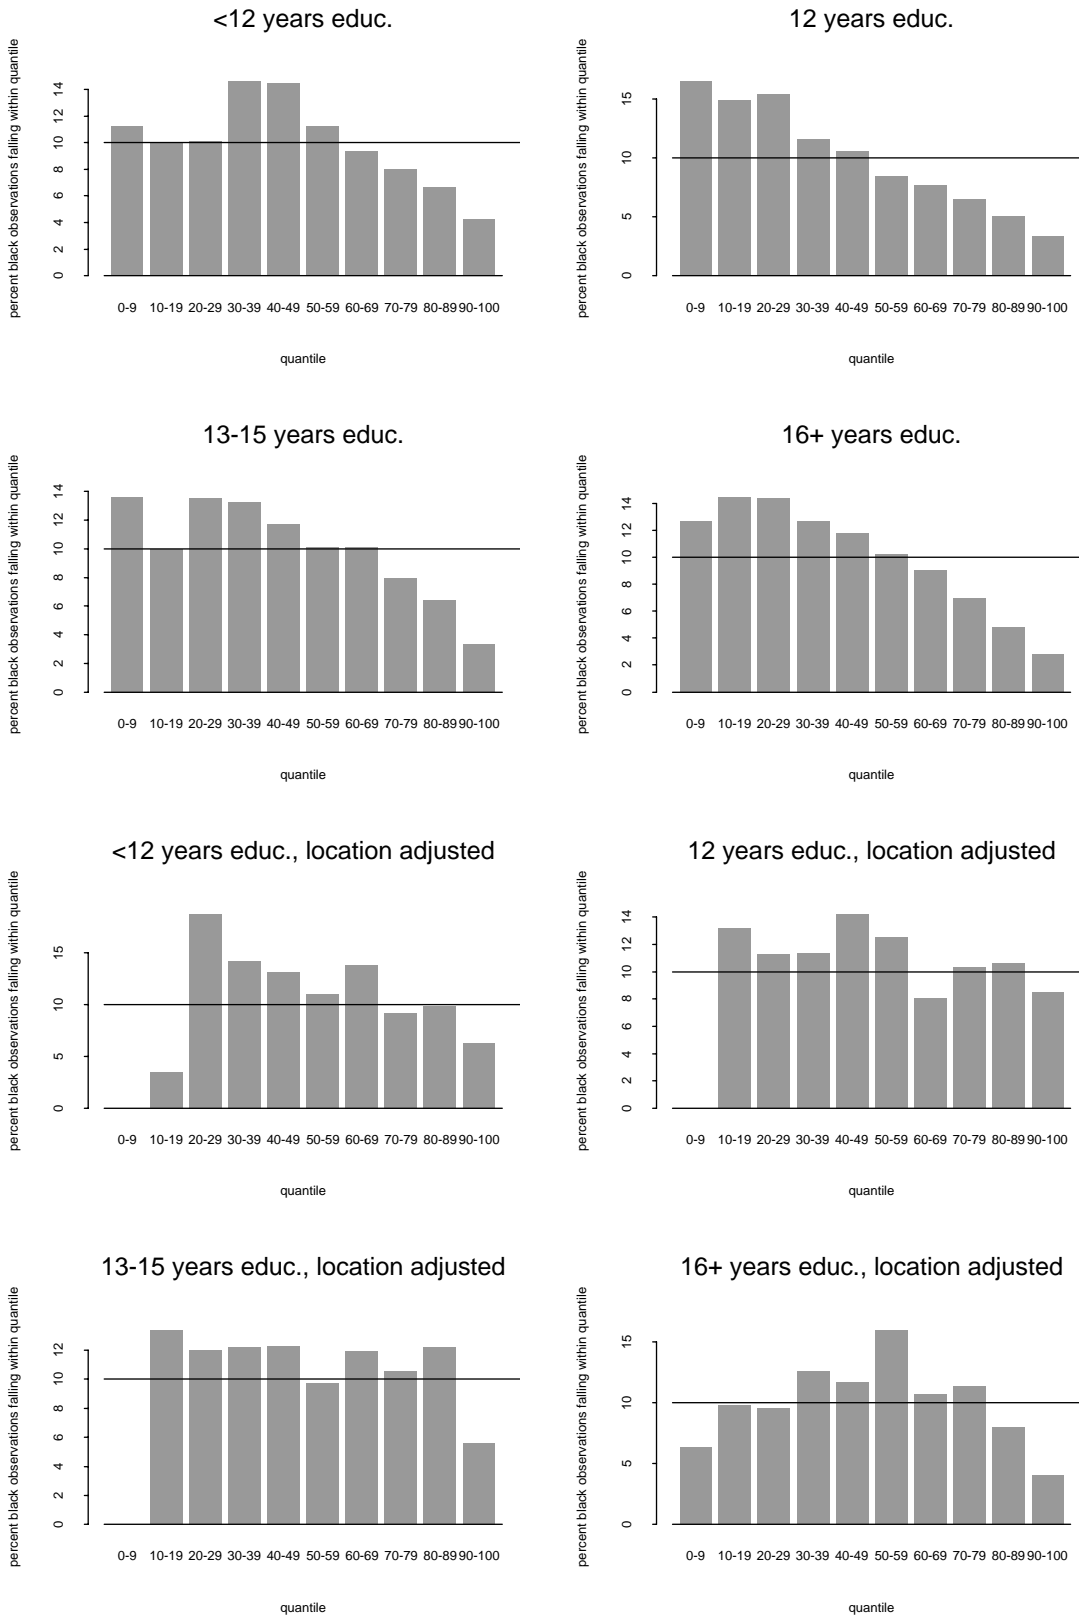 <12 years educ.
percent black observations falling within quantile
0 2 4 6 8 10 12 14
0-9 10-19 20-29 30-39 40-49 50-59 60-69 70-79 80-89 90-100
quantile
12 years educ.
percent black observations falling within quantile
0 5 10 15
0-9 10-19 20-29 30-39 40-49 50-59 60-69 70-79 80-89 90-100
quantile
13-15 years educ.
percent black observations falling within quantile
0 2 4 6 8 10 12 14
0-9 10-19 20-29 30-39 40-49 50-59 60-69 70-79 80-89 90-100
quantile
16+ years educ.
percent black observations falling within quantile
0 2 4 6 8 10 12 14
0-9 10-19 20-29 30-39 40-49 50-59 60-69 70-79 80-89 90-100
quantile
<12 years educ., location adjusted
percent black observations falling within quantile
0 5 10 15
0-9 10-19 20-29 30-39 40-49 50-59 60-69 70-79 80-89 90-100
quantile
12 years educ., location adjusted
percent black observations falling within quantile
0 2 4 6 8 10 12 14
0-9 10-19 20-29 30-39 40-49 50-59 60-69 70-79 80-89 90-100
quantile
13-15 years educ., location adjusted
percent black observations falling within quantile
0 2 4 6 8 10 12
0-9 10-19 20-29 30-39 40-49 50-59 60-69 70-79 80-89 90-100
quantile
16+ years educ., location adjusted
percent black observations falling within quantile
0 5 10 15
0-9 10-19 20-29 30-39 40-49 50-59 60-69 70-79 80-89 90-100
quantile